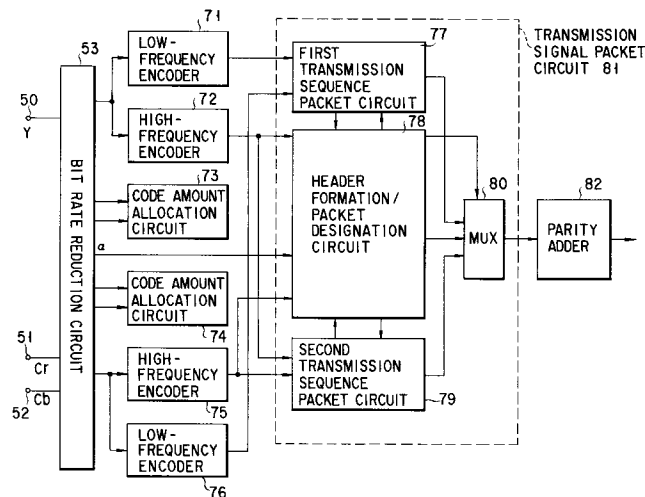 71
LOW-
FREQUENCY
ENCODER
53
50
Y
72
HIGH-
FREQUENCY
ENCODER
73
CODE AMOUNT
ALLOCATION
CIRCUIT
BIT RATE REDUCTION CIRCUIT
a
CODE AMOUNT
ALLOCATION
CIRCUIT
74
51
Cr
52
Cb
HIGH-
FREQUENCY
ENCODER
75
LOW-
FREQUENCY
ENCODER
76
77
FIRST
TRANSMISSION
SEQUENCE
PACKET CIRCUIT
78
HEADER
FORMATION/
PACKET
DESIGNATION
CIRCUIT
SECOND
TRANSMISSION
SEQUENCE
PACKET CIRCUIT
79
TRANSMISSION
SIGNAL PACKET
CIRCUIT 81
80
MUX
82
PARITY
ADDER